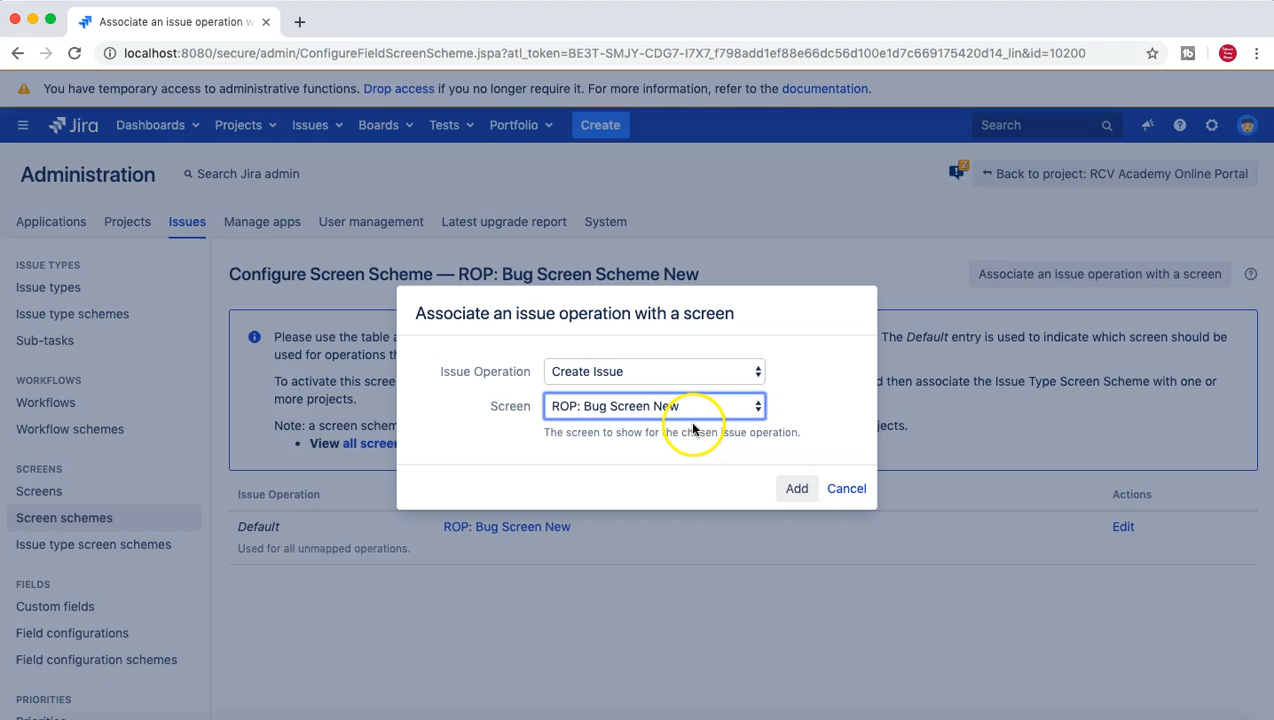 Associate an issue operation w
localhost:8080/secure/admin/ConfigureFieldScreenScheme.jspa?atl_token=BE3T-SMJY-CDG7-I7X7_f798add1ef88e66dc56d100e1d7c669175420d14_lin&id=10200
You have temporary access to administrative functions. Drop access if you no longer require it. For more information, refer to the documentation.
Jira Dashboards Projects Issues Boards Tests Portfolio Create Search
Administration Search Jira admin 2 Back to project: RCV Academy Online Portal
Applications Projects Issues Manage apps User management Latest upgrade report System
ISSUE TYPES
Issue types
Issue type schemes
Sub-tasks
WORKFLOWS
Workflows
Workflow schemes
SCREENS
Screens
Screen schemes
Issue type screen schemes
FIELDS
Custom fields
Field configurations
Field configuration schemes
PRIORITIES
Configure Screen Scheme — ROP: Bug Screen Scheme New Associate an issue operation with a screen
Please use the table a The Default entry is used to indicate which screen should be
used for operations th
To activate this scree d then associate the Issue Type Screen Scheme with one or
more projects.
Note: a screen schem jects.
• View all scree
Associate an issue operation with a screen
Issue Operation Create Issue
Screen ROP: Bug Screen New
The screen to show for the chosen issue operation.
Add Cancel
Issue Operation Actions
Default ROP: Bug Screen New Edit
Used for all unmapped operations.